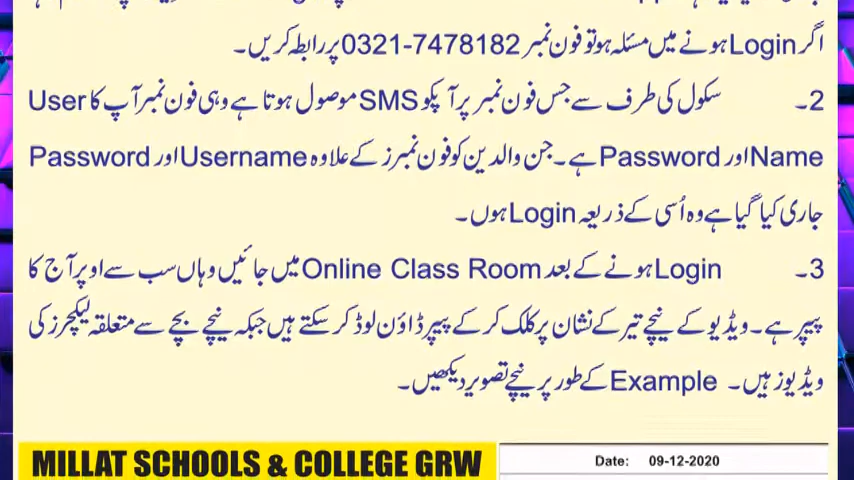 اگر Login ہونے میں مسئلہ ہو تو فون نمبر 0321-7478182 پر رابطہ کریں۔
2۔ سکول کی طرف سے جس فون نمبر پر آپکو SMS موصول ہوتا ہے وہی فون نمبر آپ کا User
Name اور Password ہے۔ جن والدین کو فون نمبرز کے علاوہ Username اور Password
جاری کیا گیا ہے وہ اُسی کے ذریعہ Login ہوں۔
3۔ Login ہونے کے بعد Online Class Room میں جائیں وہاں سب سے اوپر آج کا
پیپر ہے۔ ویڈیو کے نیچے تیر کے نشان پر کلک کر کے پیپر ڈاؤن لوڈ کر سکتے ہیں جبکہ نیچے بچے سے متعلقہ لیکچرز کی
ویڈیوز ہیں۔ Example کے طور پر نیچے تصویر دیکھیں۔
MILLAT SCHOOLS & COLLEGE GRW
Date: 09-12-2020